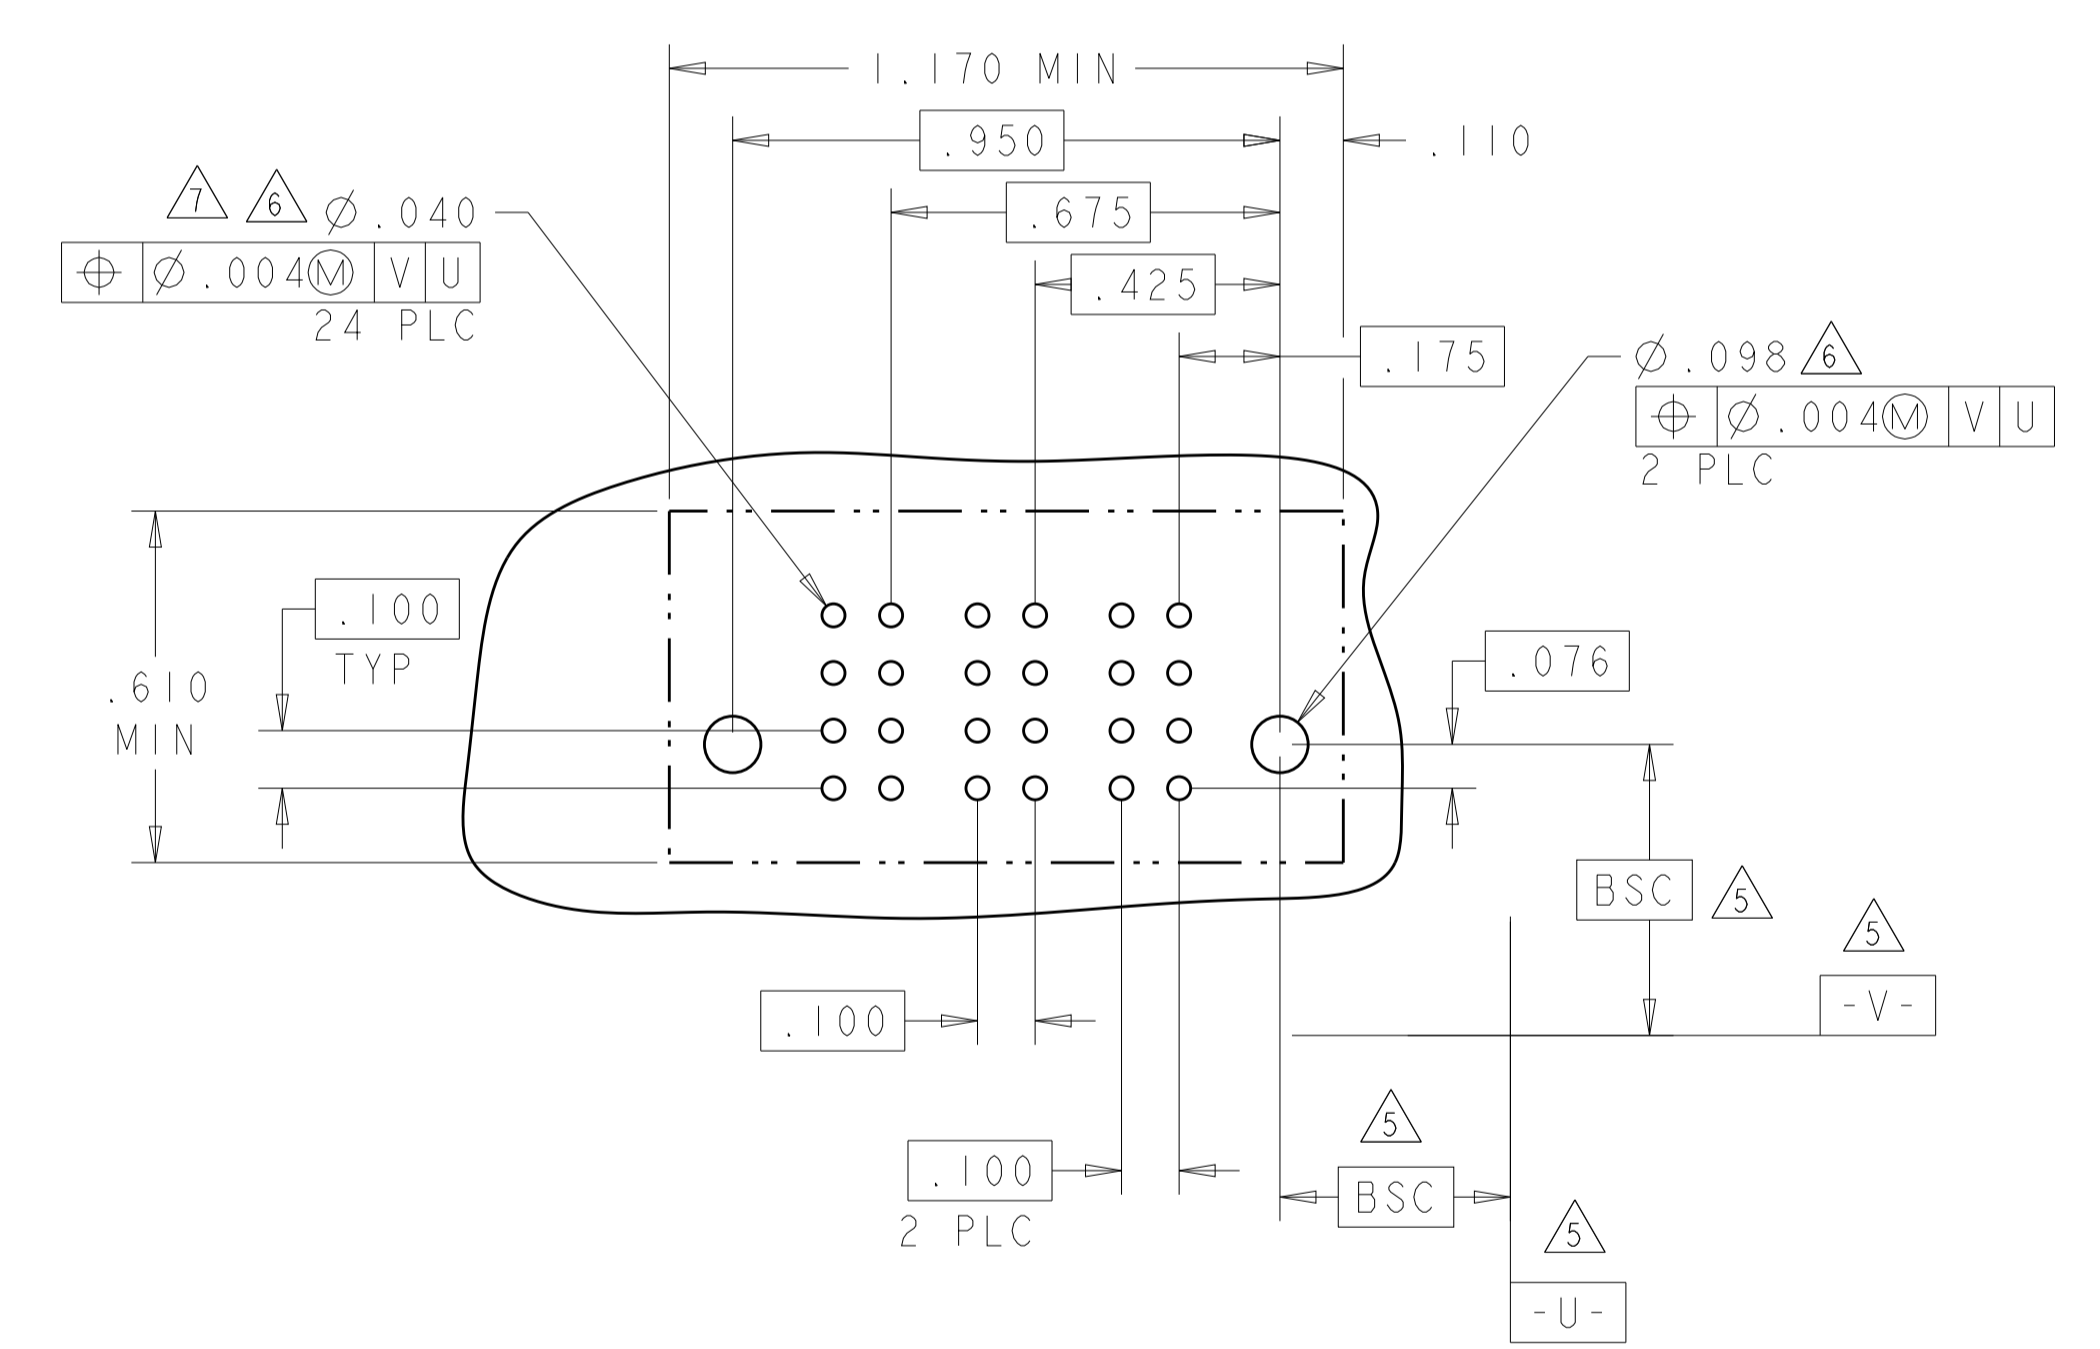 1.170 MIN
.950
.110
.675
7 6 Ø.040
⌖ Ø.004Ⓜ V U
24 PLC
.425
.175
Ø.098 6
⌖ Ø.004Ⓜ V U
2 PLC
.100
TYP
.610
MIN
.076
BSC 5
5
-V-
.100
5
.100
2 PLC
BSC
5
-U-